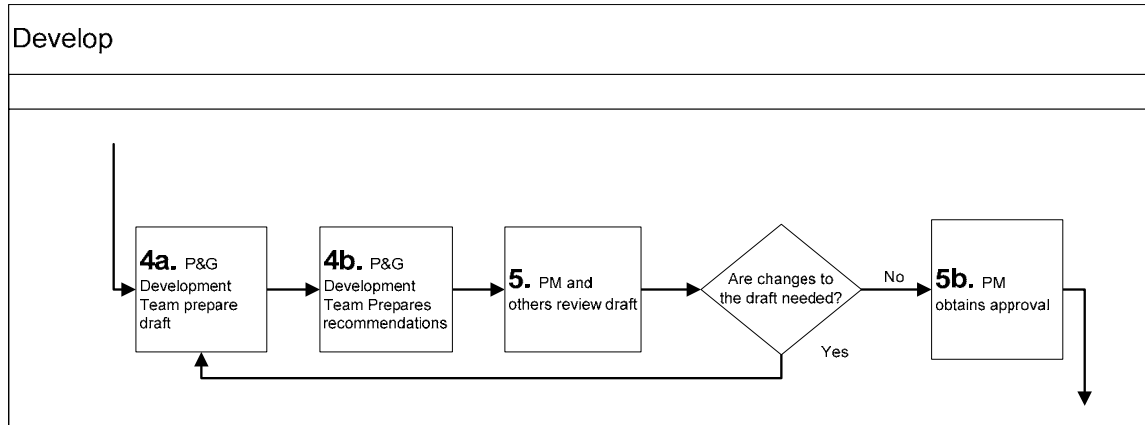 Develop
4a. P&G
Development
Team prepare
draft
4b. P&G
Development
Team Prepares
recommendations
5. PM and
others review draft
Are changes to
the draft needed?
No
Yes
5b. PM
obtains approval